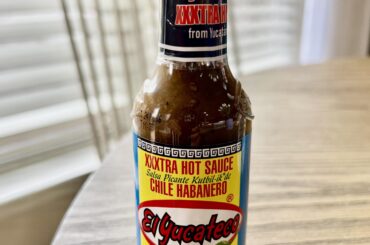 XXXTRA
from Yucatan
XXXTRA HOT SAUCE
Salsa Picante Kutbil-ik de
CHILE HABANERO
El Yucateco
®